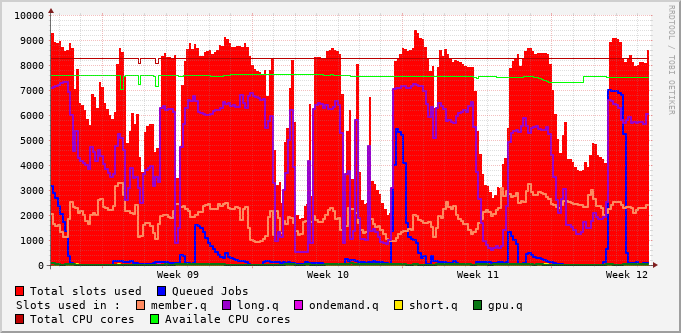 10000
9000
8000
7000
6000
5000
4000
3000
2000
1000
0
Week 09 Week 10 Week 11 Week 12
Total slots used Queued Jobs
Slots used in : member.q long.q ondemand.q short.q gpu.q
Total CPU cores Availale CPU cores
RRDTOOL / TOBI OETIKER